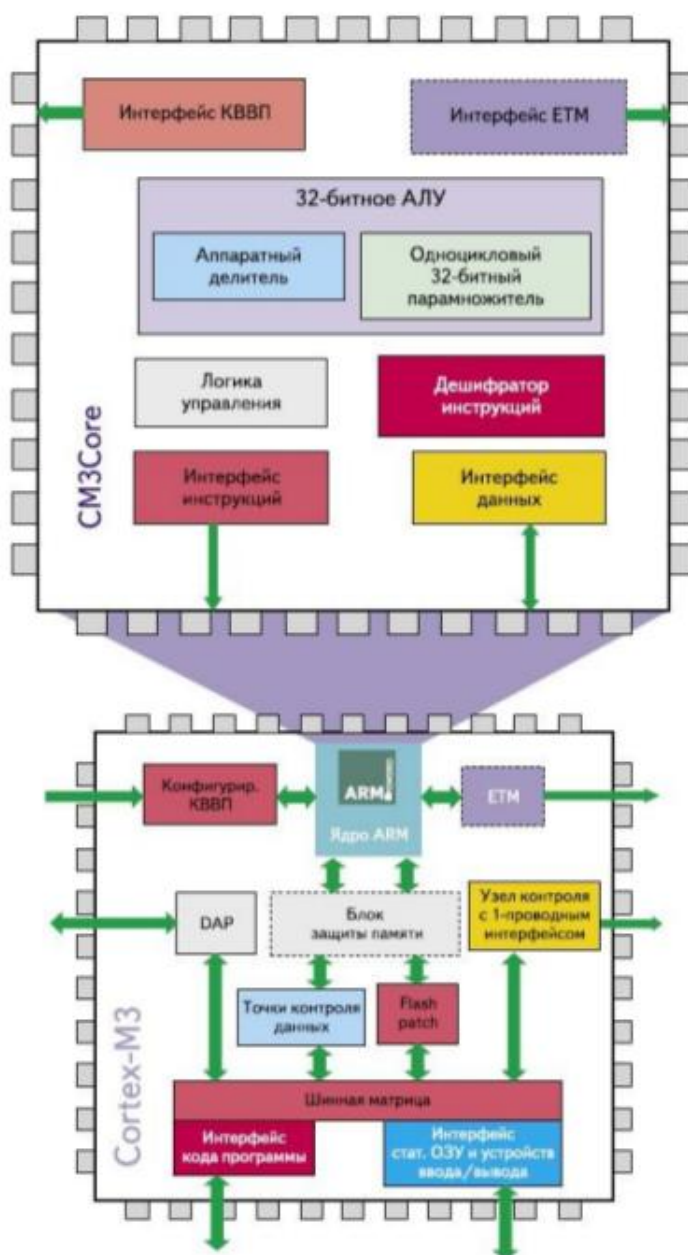 Интерфейс КВВП
Интерфейс ETM
32-битное АЛУ
Аппаратный
делитель
Одноцикловый
32-битный
парамножитель
Логика
управления
Дешифратор
инструкций
Интерфейс
инструкций
Интерфейс
данных
CM3Core
Конфигурир.
КВВП
ARM
Ядро ARM
ETM
DAP
Блок
защиты памяти
Узел контроля
с 1-проводным
интерфейсом
Точки контроля
данных
Flash
patch
Шинная матрица
Интерфейс
кода программы
Интерфейс
стат. ОЗУ и устройств
ввода/вывода
Cortex-M3